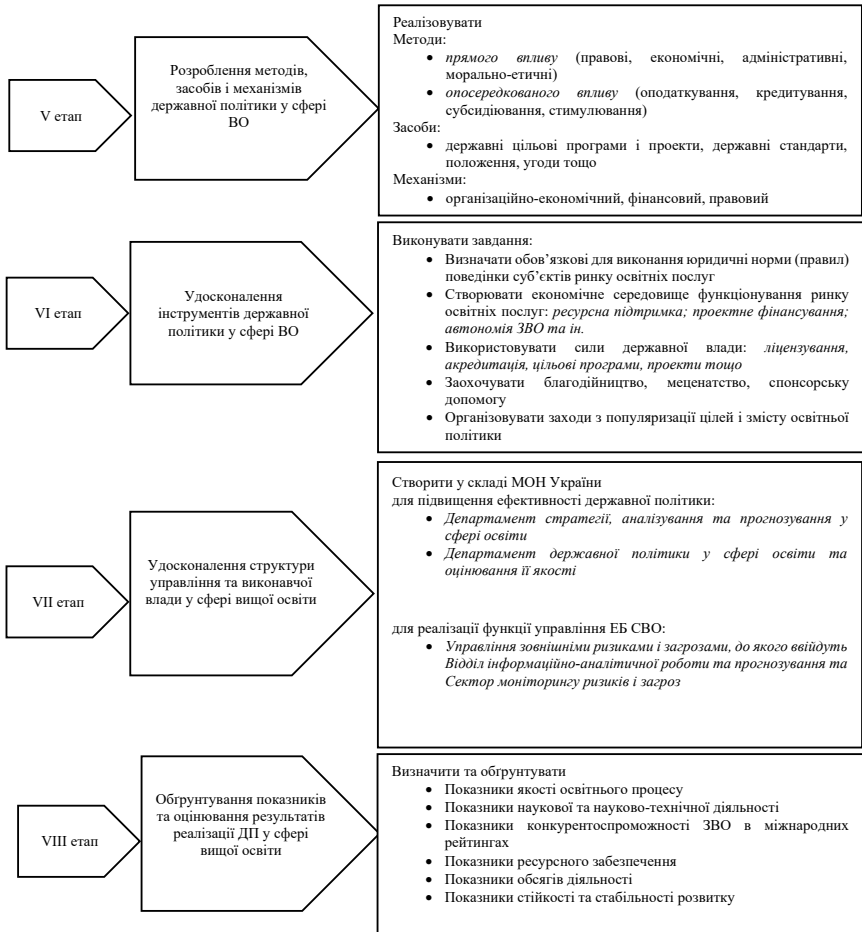 V етап
Розроблення методів,
засобів і механізмів
державної політики у сфері
ВО
Реалізовувати
Методи:
• прямого впливу (правові, економічні, адміністративні,
морально-етичні)
• опосередкованого впливу (оподаткування, кредитування,
субсидіювання, стимулювання)
Засоби:
• державні цільові програми і проекти, державні стандарти,
положення, угоди тощо
Механізми:
• організаційно-економічний, фінансовий, правовий
VI етап
Удосконалення
інструментів державної
політики у сфері ВО
Виконувати завдання:
• Визначати обов’язкові для виконання юридичні норми (правил)
поведінки суб’єктів ринку освітніх послуг
• Створювати економічне середовище функціонування ринку
освітніх послуг: ресурсна підтримка; проектне фінансування;
автономія ЗВО та ін.
• Використовувати сили державної влади: ліцензування,
акредитація, цільові програми, проекти тощо
• Заохочувати благодійництво, меценатство, спонсорську
допомогу
• Організовувати заходи з популяризації цілей і змісту освітньої
політики
VII етап
Удосконалення структури
управління та виконавчої
влади у сфері вищої освіти
Створити у складі МОН України
для підвищення ефективності державної політики:
• Департамент стратегії, аналізування та прогнозування у
сфері освіти
• Департамент державної політики у сфері освіти та
оцінювання її якості
для реалізації функції управління ЕБ СВО:
• Управління зовнішніми ризиками і загрозами, до якого ввійдуть
Відділ інформаційно-аналітичної роботи та прогнозування та
Сектор моніторингу ризиків і загроз
VIII етап
Обґрунтування показників
та оцінювання результатів
реалізації ДП у сфері
вищої освіти
Визначити та обґрунтувати
• Показники якості освітнього процесу
• Показники наукової та науково-технічної діяльності
• Показники конкурентоспроможності ЗВО в міжнародних
рейтингах
• Показники ресурсного забезпечення
• Показники обсягів діяльності
• Показники стійкості та стабільності розвитку